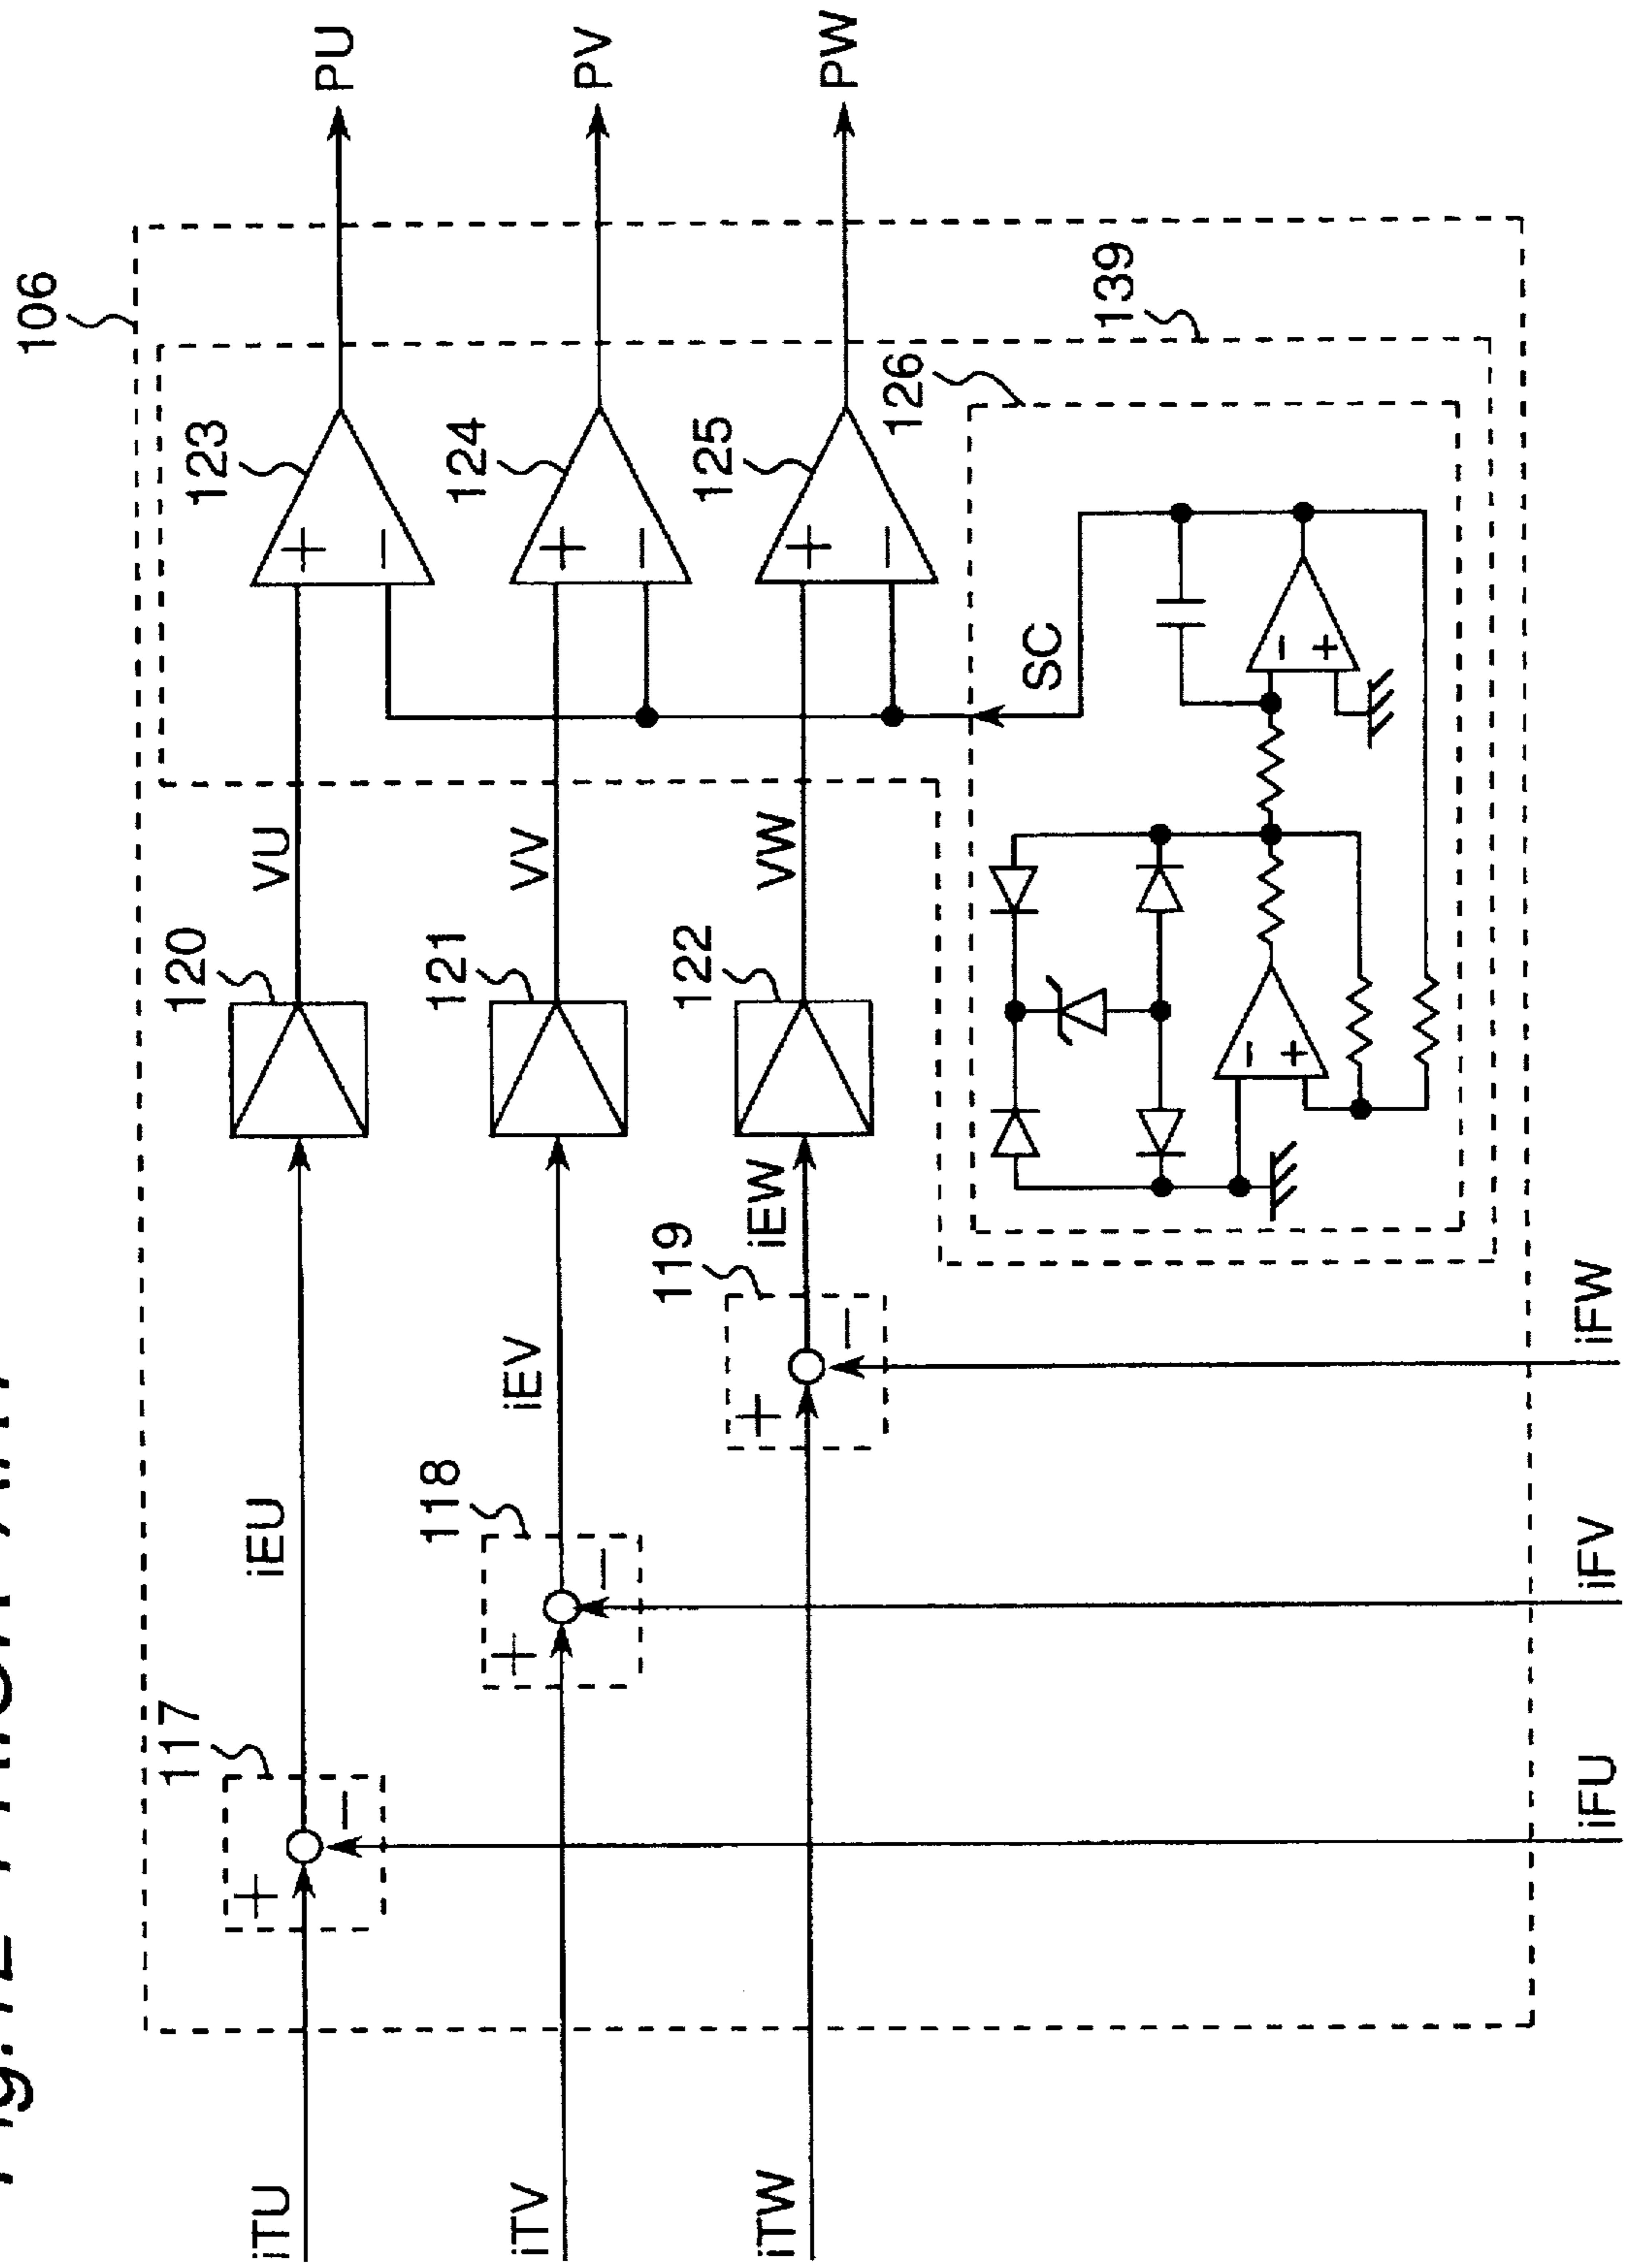 106
139
PU
PV
PW
123
124
125
126
VU
VV
VW
SC
120
121
122
iEU
iEV
iEW
117
118
119
iTU
iTV
iTW
iFU
iFV
iFW
+
−
+
−
+
−
+
−
+
−
+
−
−
+
−
+